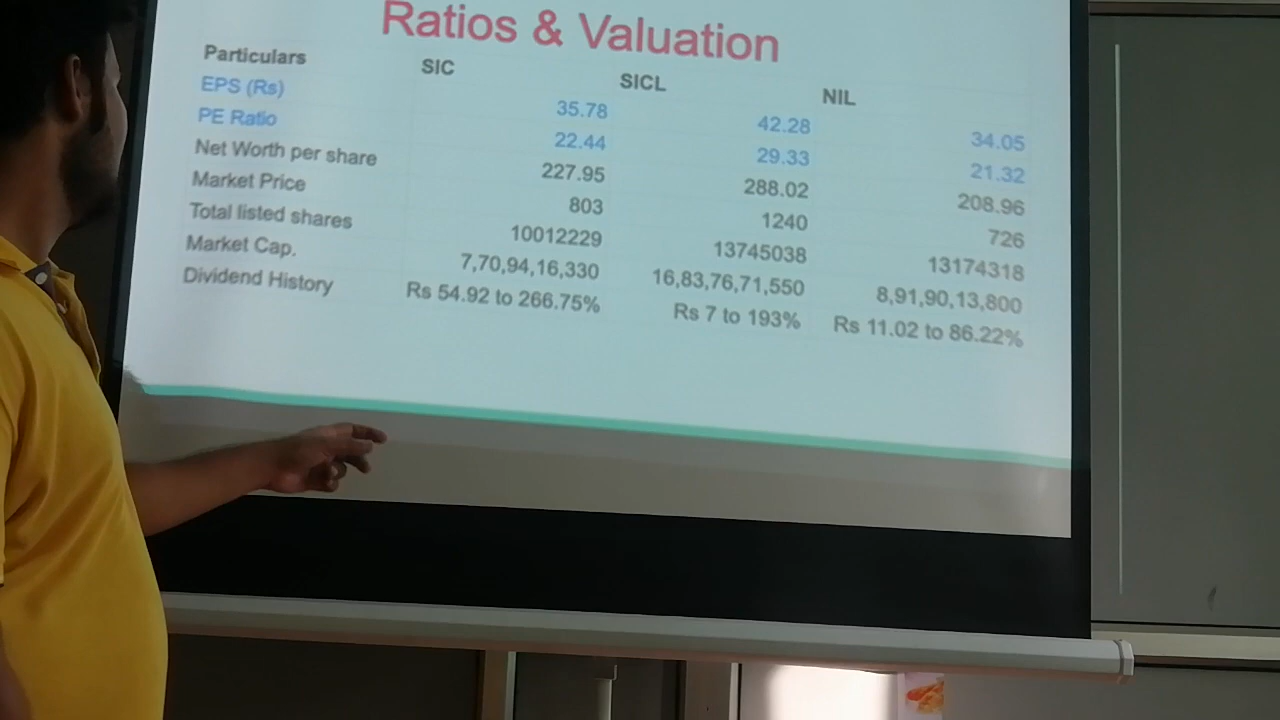 Ratios & Valuation
Particulars SIC SICL NIL
EPS (Rs) 35.78 42.28 34.05
PE Ratio 22.44 29.33 21.32
Net Worth per share 227.95 288.02 208.96
Market Price 803 1240 726
Total listed shares 10012229 13745038 13174318
Market Cap. 7,70,94,16,330 16,83,76,71,550 8,91,90,13,800
Dividend History Rs 54.92 to 266.75% Rs 7 to 193% Rs 11.02 to 86.22%